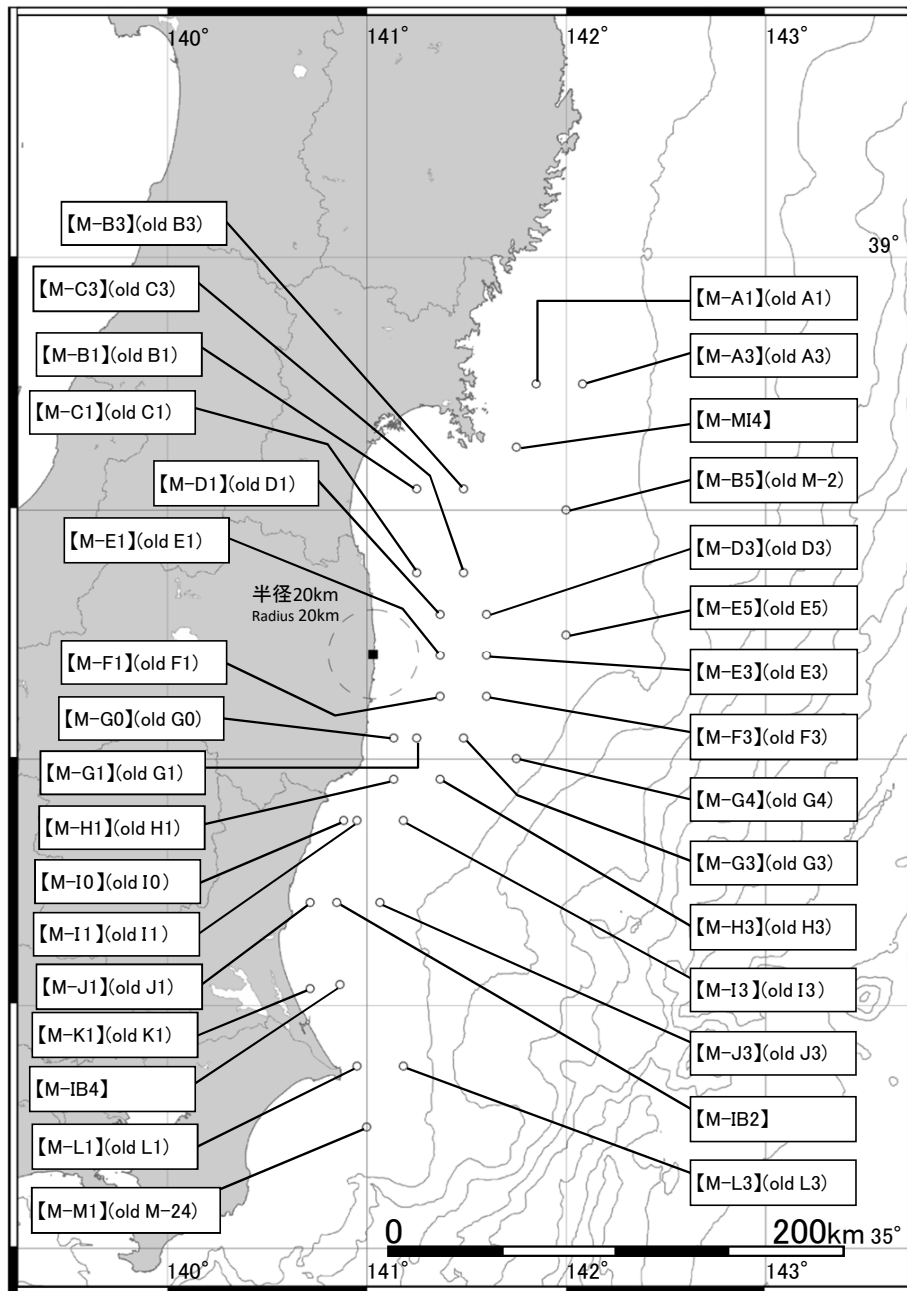 140°
141°
142°
143°
39°
【M-B3】(old B3)
【M-C3】(old C3)
【M-B1】(old B1)
【M-C1】(old C1)
【M-D1】(old D1)
【M-E1】(old E1)
半径20km
Radius 20km
【M-F1】(old F1)
【M-G0】(old G0)
【M-G1】(old G1)
【M-H1】(old H1)
【M-I0】(old I0)
【M-I1】(old I1)
【M-J1】(old J1)
【M-K1】(old K1)
【M-IB4】
【M-L1】(old L1)
【M-M1】(old M-24)
【M-A1】(old A1)
【M-A3】(old A3)
【M-MI4】
【M-B5】(old M-2)
【M-D3】(old D3)
【M-E5】(old E5)
【M-E3】(old E3)
【M-F3】(old F3)
【M-G4】(old G4)
【M-G3】(old G3)
【M-H3】(old H3)
【M-I3】(old I3)
【M-J3】(old J3)
【M-IB2】
【M-L3】(old L3)
0 200km
35°
140°
141°
142°
143°